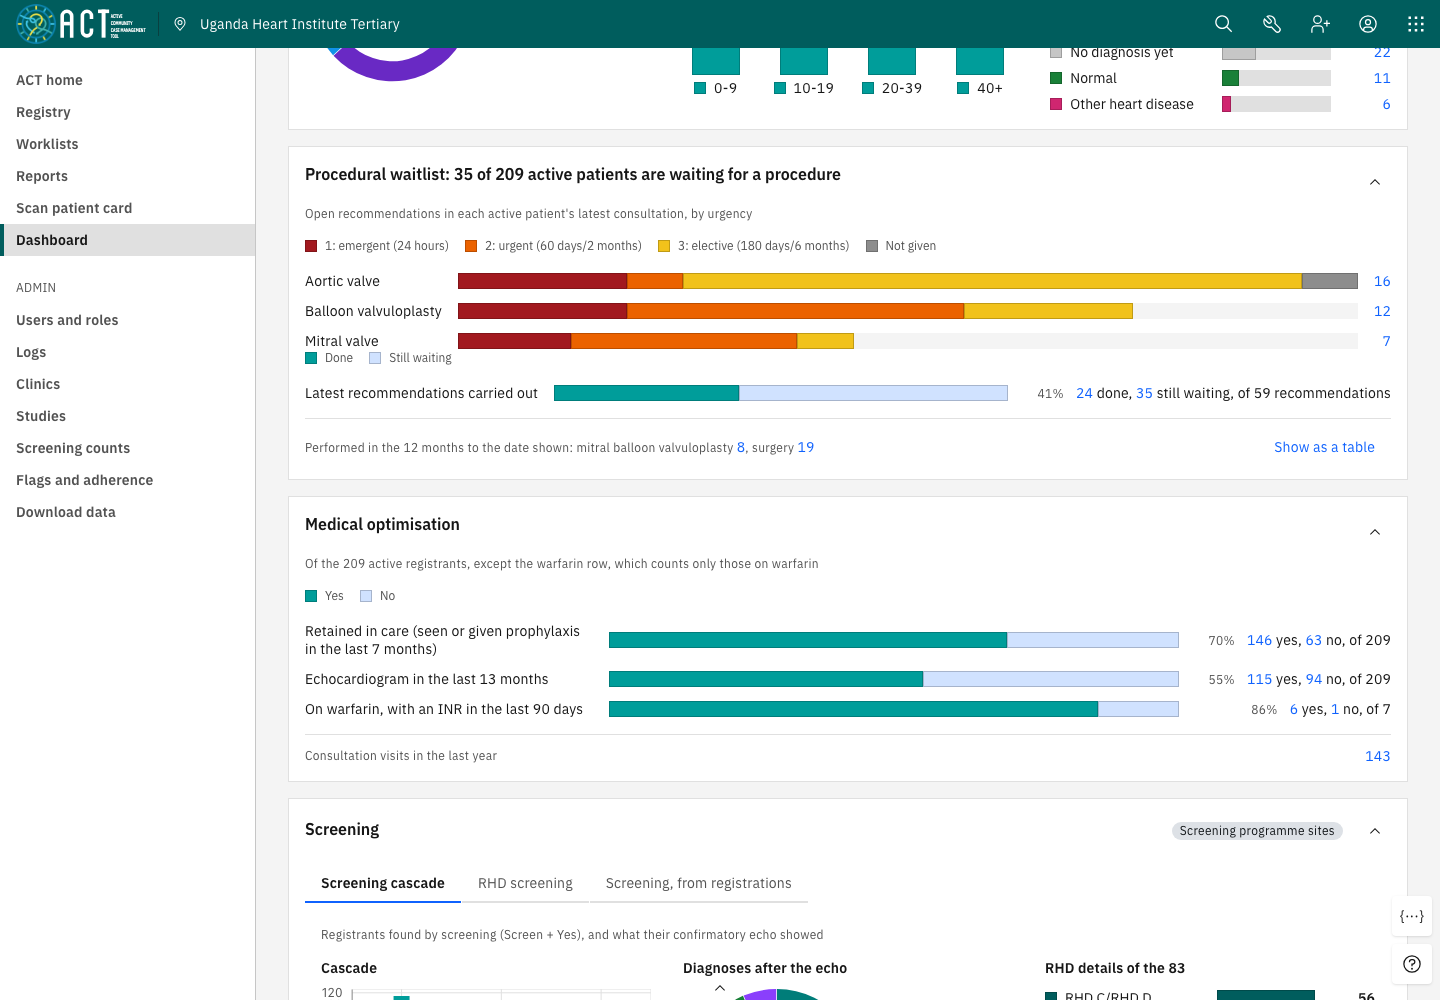 ACT ACTIVE COMMUNITY CASE MANAGEMENT TOOL
Uganda Heart Institute Tertiary
ACT home
Registry
Worklists
Reports
Scan patient card
Dashboard
ADMIN
Users and roles
Logs
Clinics
Studies
Screening counts
Flags and adherence
Download data
0-9 10-19 20-39 40+
No diagnosis yet 22
Normal 11
Other heart disease 6
Procedural waitlist: 35 of 209 active patients are waiting for a procedure
Open recommendations in each active patient's latest consultation, by urgency
1: emergent (24 hours) 2: urgent (60 days/2 months) 3: elective (180 days/6 months) Not given
Aortic valve 16
Balloon valvuloplasty 12
Mitral valve 7
Done Still waiting
Latest recommendations carried out 41% 24 done, 35 still waiting, of 59 recommendations
Performed in the 12 months to the date shown: mitral balloon valvuloplasty 8, surgery 19 Show as a table
Medical optimisation
Of the 209 active registrants, except the warfarin row, which counts only those on warfarin
Yes No
Retained in care (seen or given prophylaxis
in the last 7 months) 70% 146 yes, 63 no, of 209
Echocardiogram in the last 13 months 55% 115 yes, 94 no, of 209
On warfarin, with an INR in the last 90 days 86% 6 yes, 1 no, of 7
Consultation visits in the last year 143
Screening Screening programme sites
Screening cascade RHD screening Screening, from registrations
Registrants found by screening (Screen + Yes), and what their confirmatory echo showed
Cascade Diagnoses after the echo RHD details of the 83
120
RHD C/RHD D 56
{···}